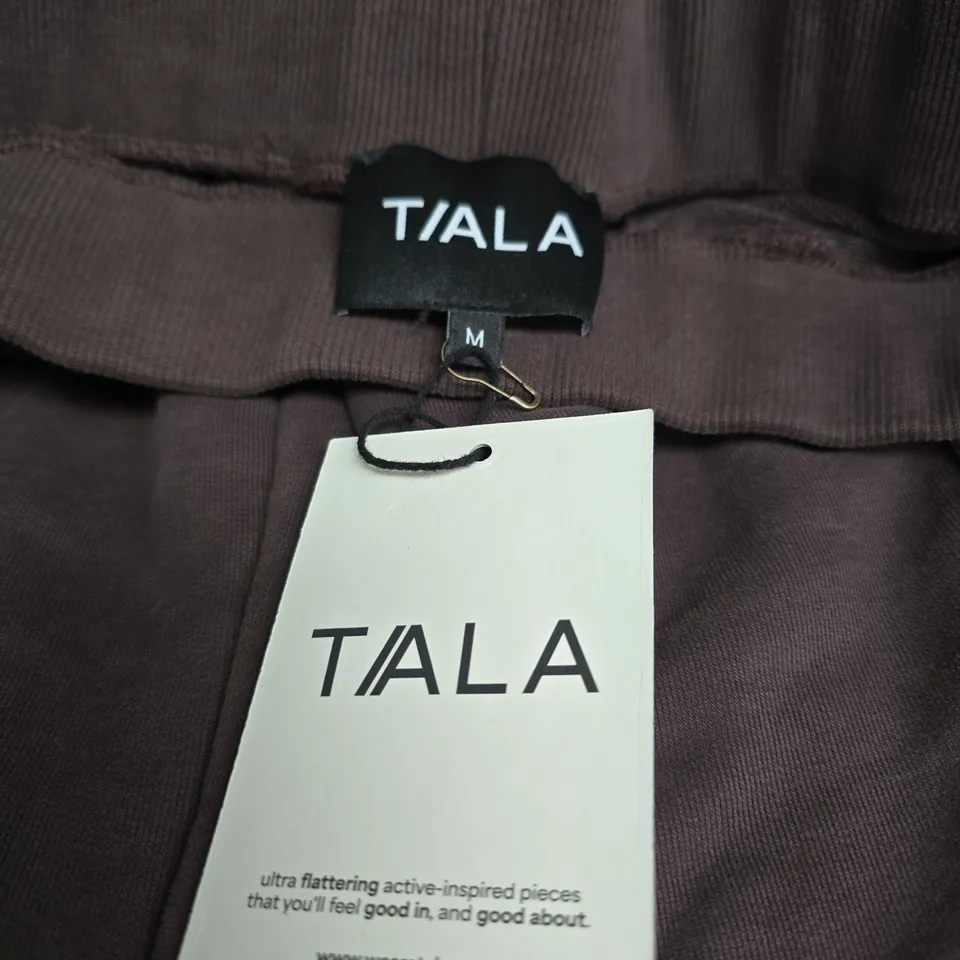 TALA
M
TALA
ultra flattering active-inspired pieces
that you'll feel good in, and good about.